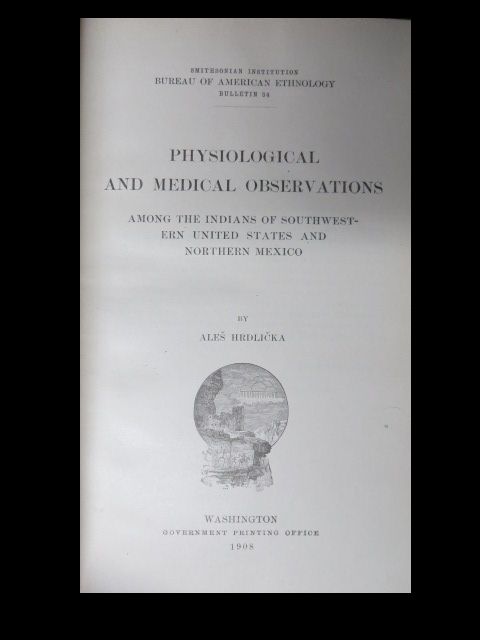 SMITHSONIAN INSTITUTION
BUREAU OF AMERICAN ETHNOLOGY
BULLETIN 34
PHYSIOLOGICAL
AND MEDICAL OBSERVATIONS
AMONG THE INDIANS OF SOUTHWEST-
ERN UNITED STATES AND
NORTHERN MEXICO
BY
ALEŠ HRDLIČKA
WASHINGTON
GOVERNMENT PRINTING OFFICE
1908